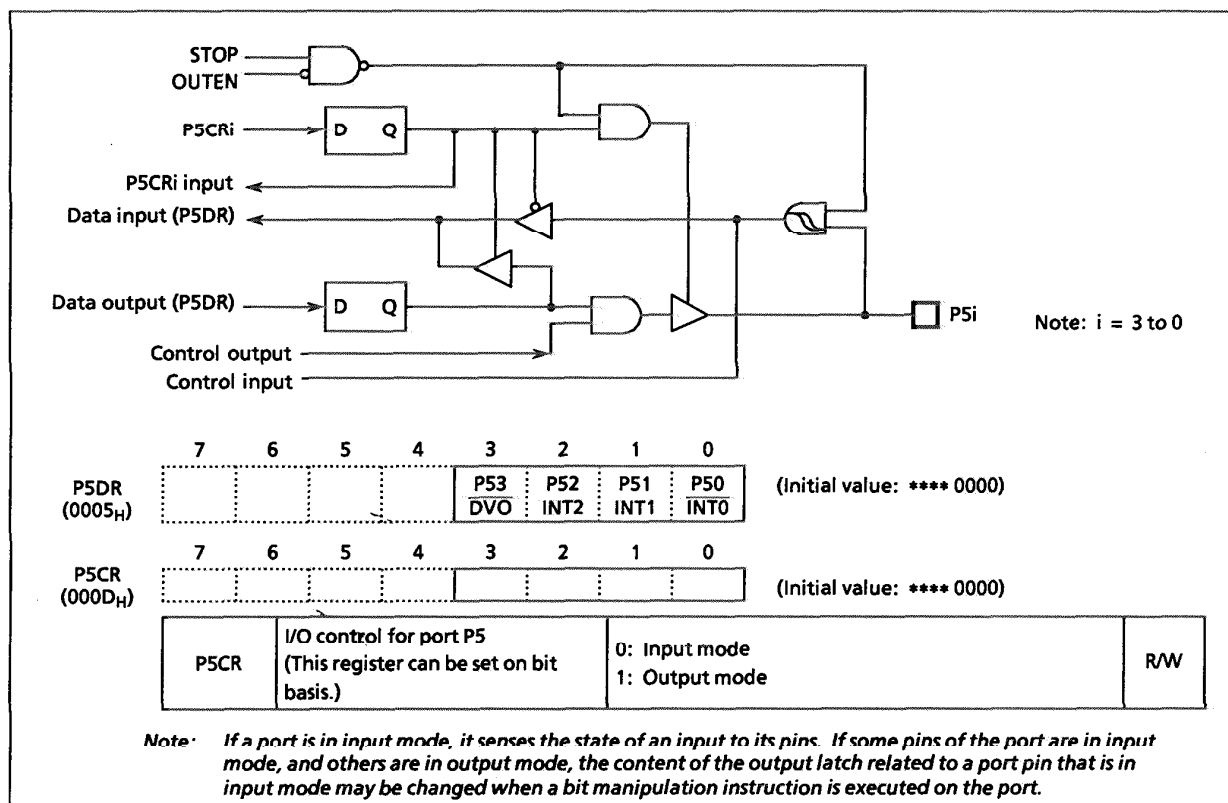 STOP
OUTEN
P5CRi
D Q
P5CRi input
Data input (P5DR)
Data output (P5DR)
D Q
P5i
Note: i = 3 to 0
Control output
Control input
7 6 5 4 3 2 1 0
P5DR
(0005H)
P53 P52 P51 P50
DVO INT2 INT1 INT0
(Initial value: **** 0000)
7 6 5 4 3 2 1 0
P5CR
(000DH)
(Initial value: **** 0000)
P5CR
I/O control for port P5
(This register can be set on bit
basis.)
0: Input mode
1: Output mode
R/W
Note: If a port is in input mode, it senses the state of an input to its pins. If some pins of the port are in input
mode, and others are in output mode, the content of the output latch related to a port pin that is in
input mode may be changed when a bit manipulation instruction is executed on the port.